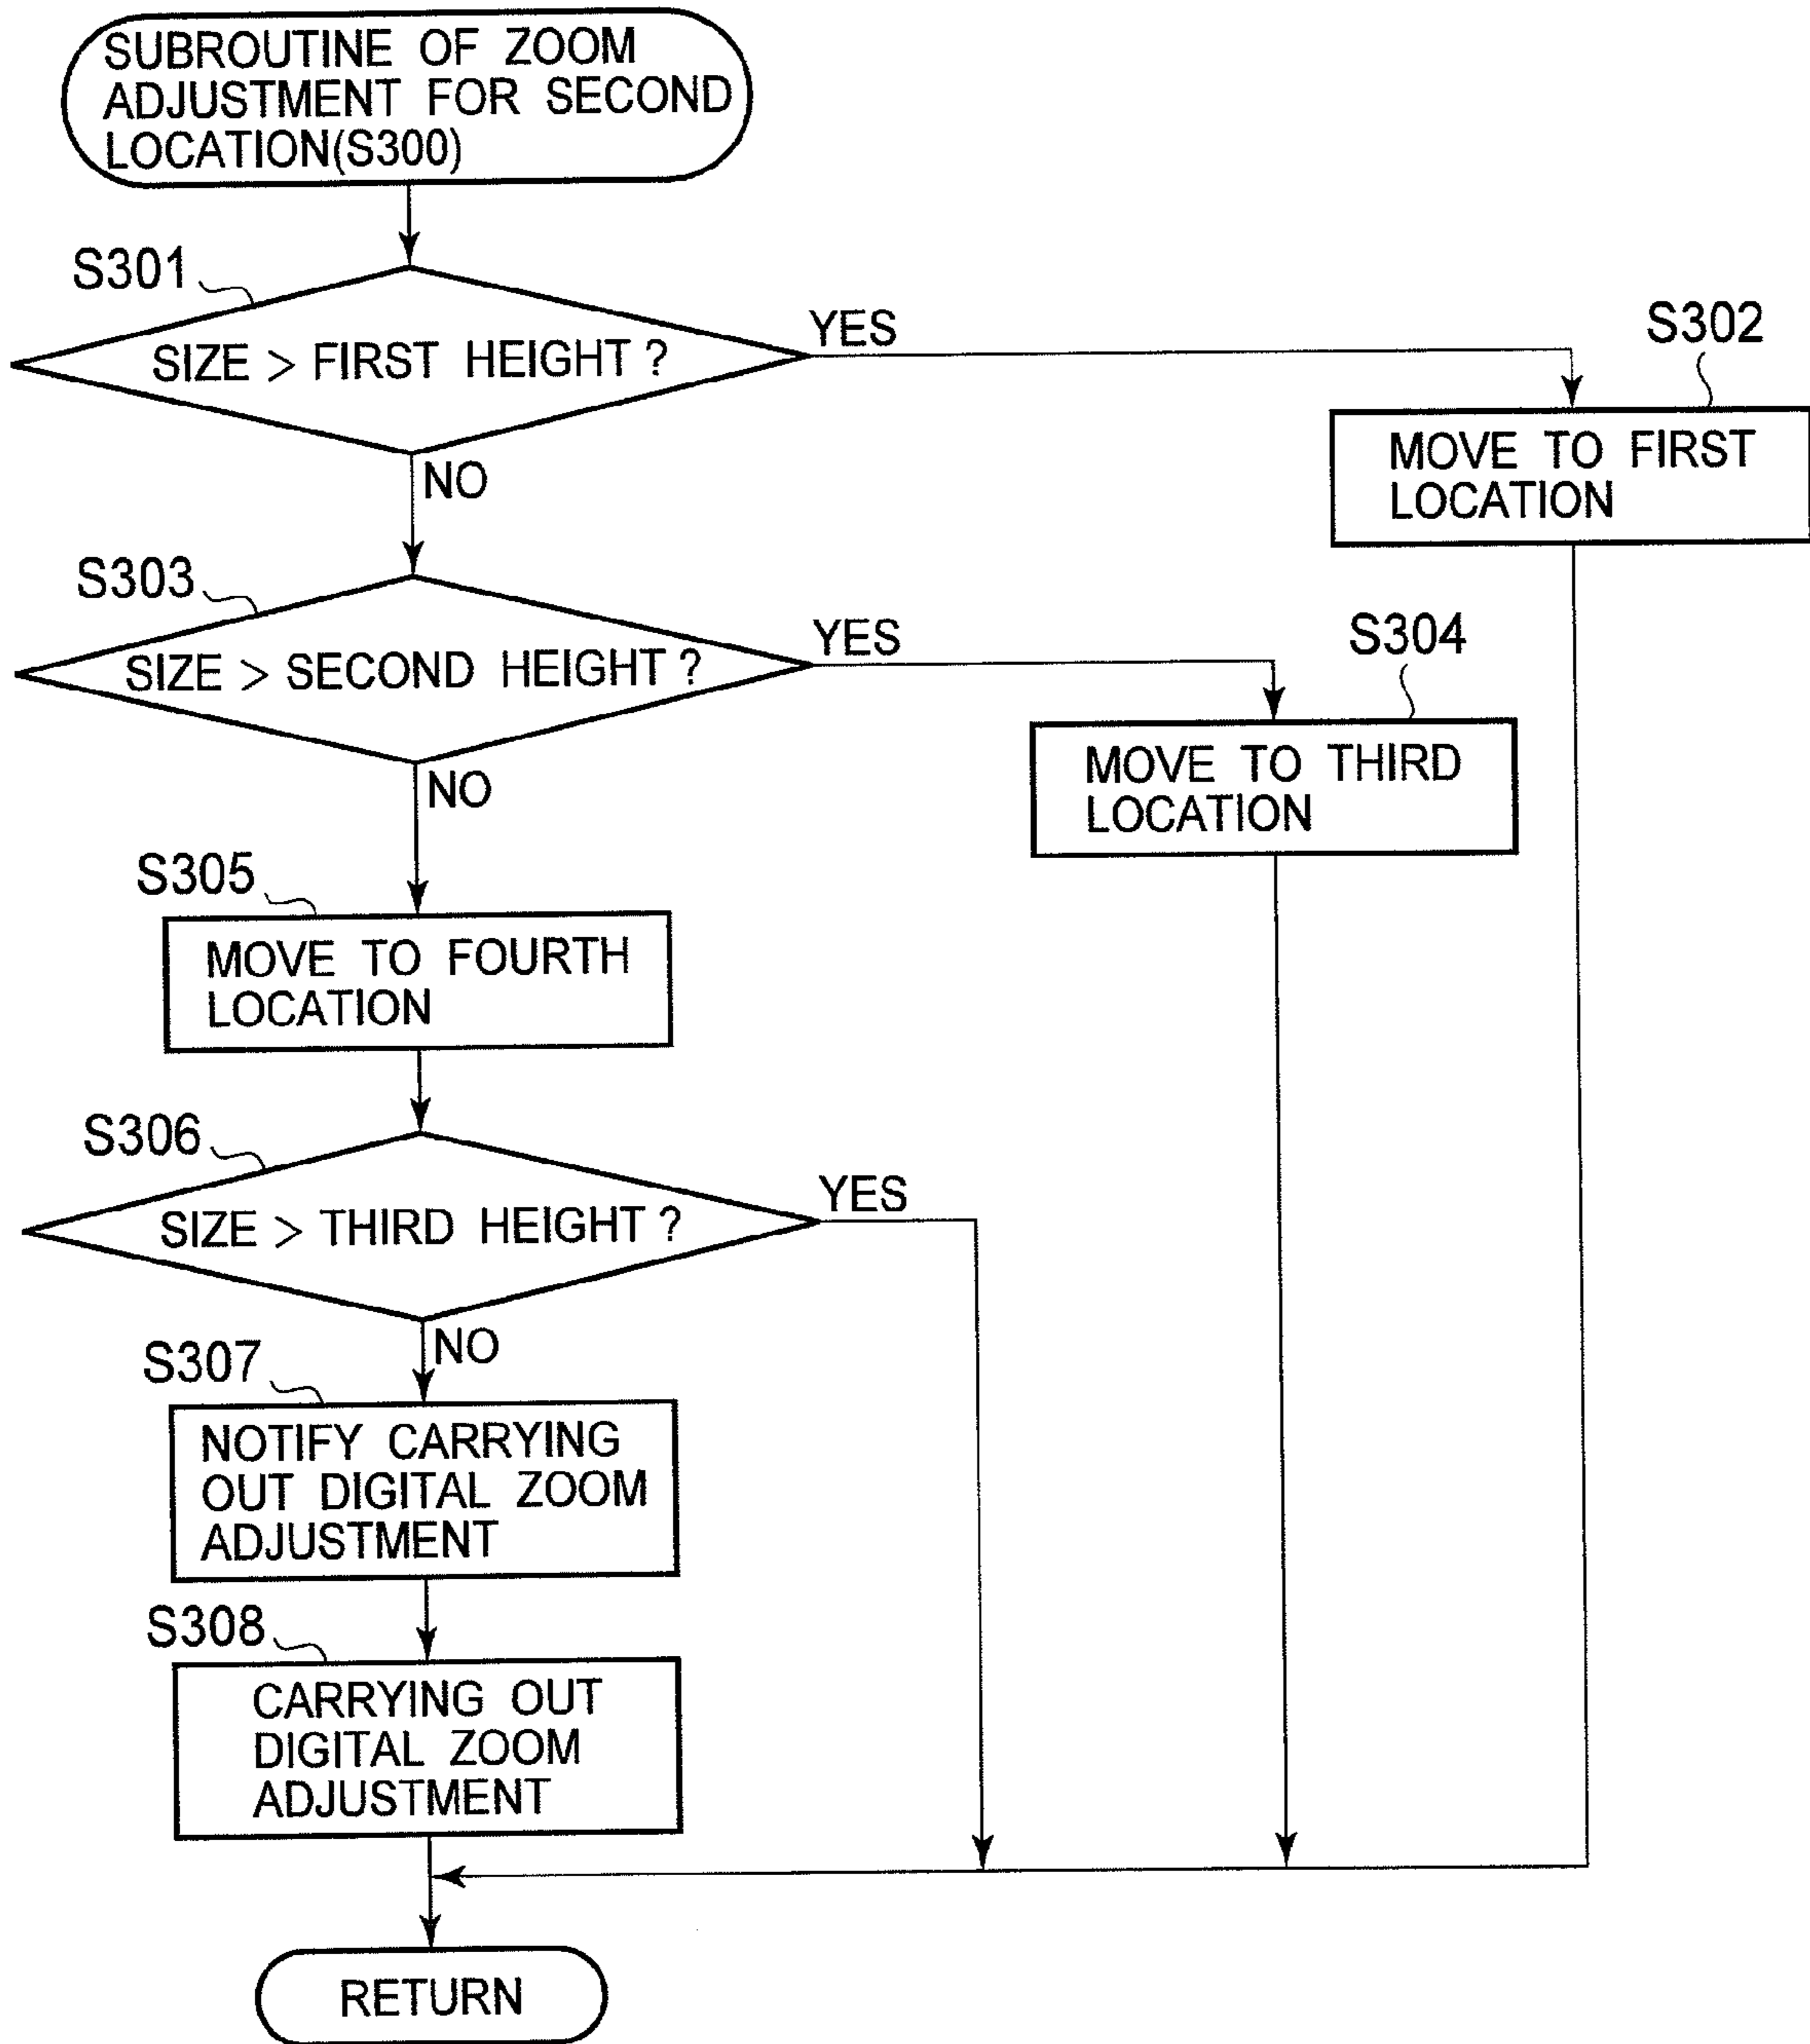 SUBROUTINE OF ZOOM
ADJUSTMENT FOR SECOND
LOCATION(S300)
S301
SIZE > FIRST HEIGHT ?
YES
NO
S302
MOVE TO FIRST
LOCATION
S303
SIZE > SECOND HEIGHT ?
YES
NO
S304
MOVE TO THIRD
LOCATION
S305
MOVE TO FOURTH
LOCATION
S306
SIZE > THIRD HEIGHT ?
YES
NO
S307
NOTIFY CARRYING
OUT DIGITAL ZOOM
ADJUSTMENT
S308
CARRYING OUT
DIGITAL ZOOM
ADJUSTMENT
RETURN